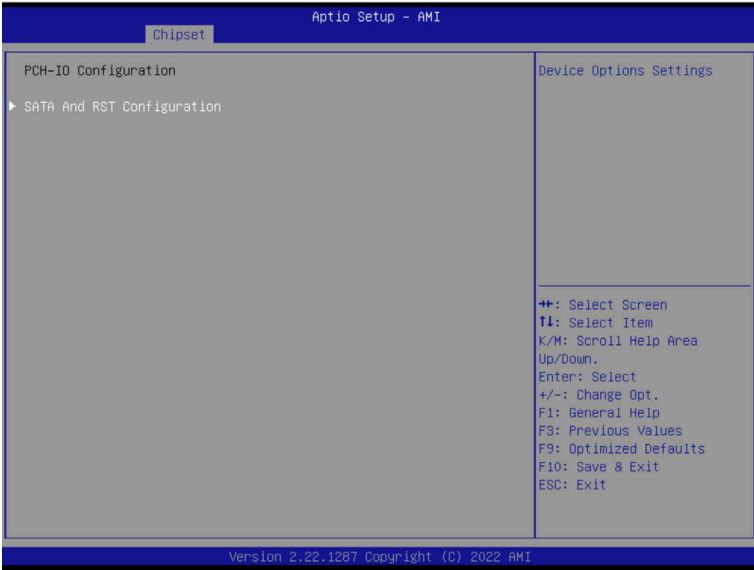 Aptio Setup – AMI
Chipset
PCH-IO Configuration
SATA And RST Configuration
Device Options Settings
→←: Select Screen
↑↓: Select Item
K/M: Scroll Help Area
Up/Down.
Enter: Select
+/-: Change Opt.
F1: General Help
F3: Previous Values
F9: Optimized Defaults
F10: Save & Exit
ESC: Exit
Version 2.22.1287 Copyright (C) 2022 AMI